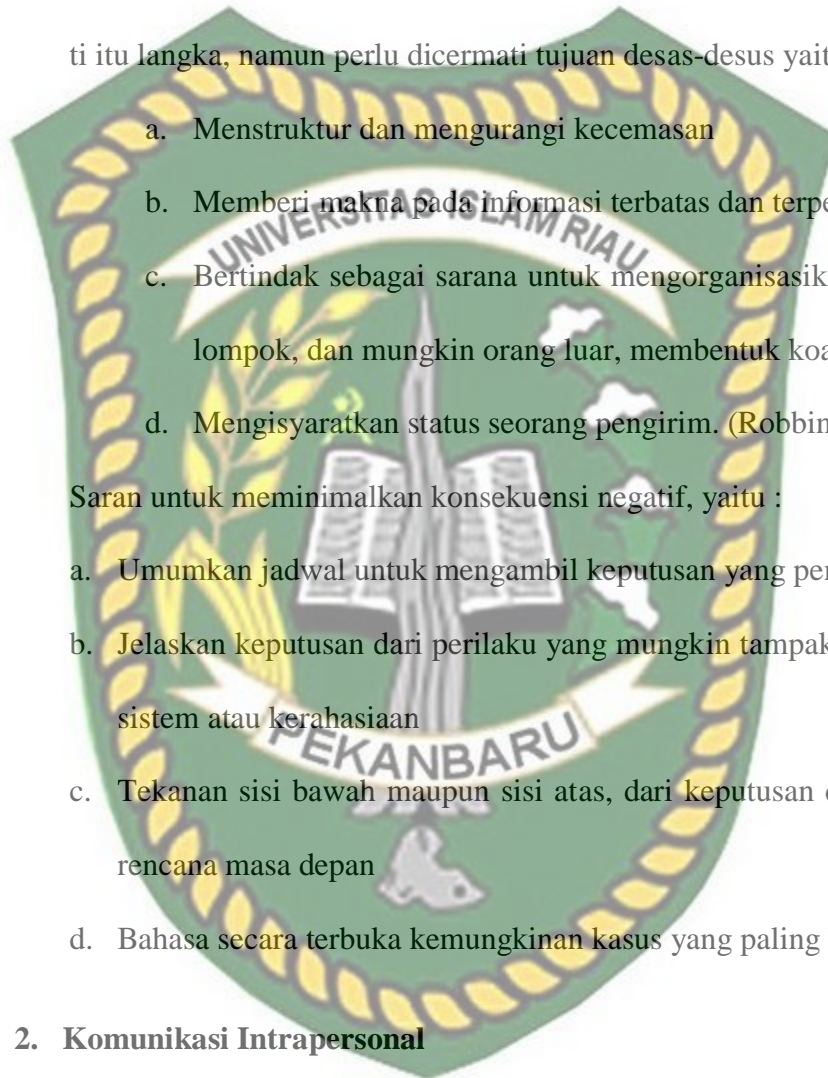 ti itu langka, namun perlu dicermati tujuan desas-desus yait
a. Menstruktur dan mengurangi kecemasan
b. Memberi makna pada informasi terbatas dan terpe
UNIVERSITAS ISLAM RIAU
c. Bertindak sebagai sarana untuk mengorganisasik
lompok, dan mungkin orang luar, membentuk koa
d. Mengisyaratkan status seorang pengirim. (Robbin
Saran untuk meminimalkan konsekuensi negatif, yaitu :
a. Umumkan jadwal untuk mengambil keputusan yang pen
b. Jelaskan keputusan dari perilaku yang mungkin tampak
sistem atau kerahasiaan
PEKANBARU
c. Tekanan sisi bawah maupun sisi atas, dari keputusan
rencana masa depan
d. Bahasa secara terbuka kemungkinan kasus yang paling
2. Komunikasi Intrapersonal